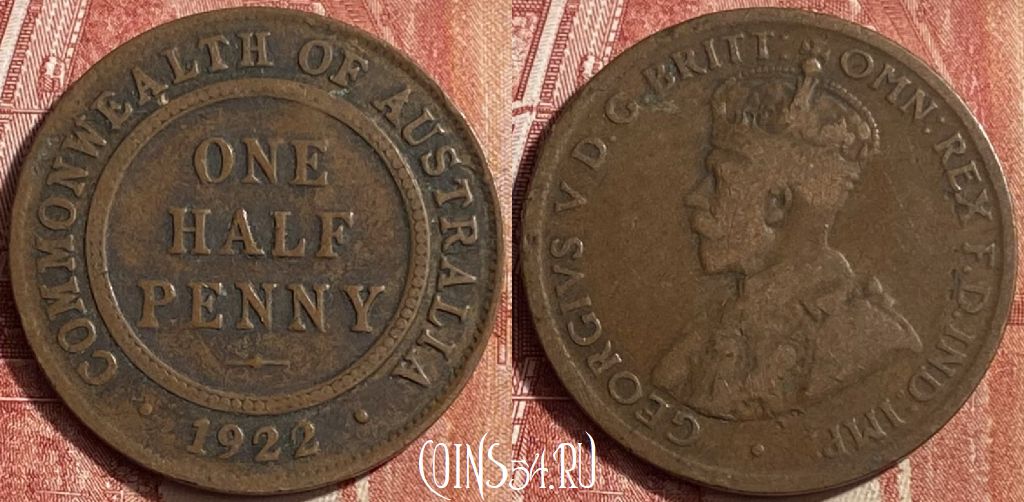 COMMONWEALTH OF AUSTRALIA
ONE
HALF
PENNY
· 1922 ·
GEORGIVS V D. G. BRITT: OMN: REX F. D. IND: IMP
COINS54.RU